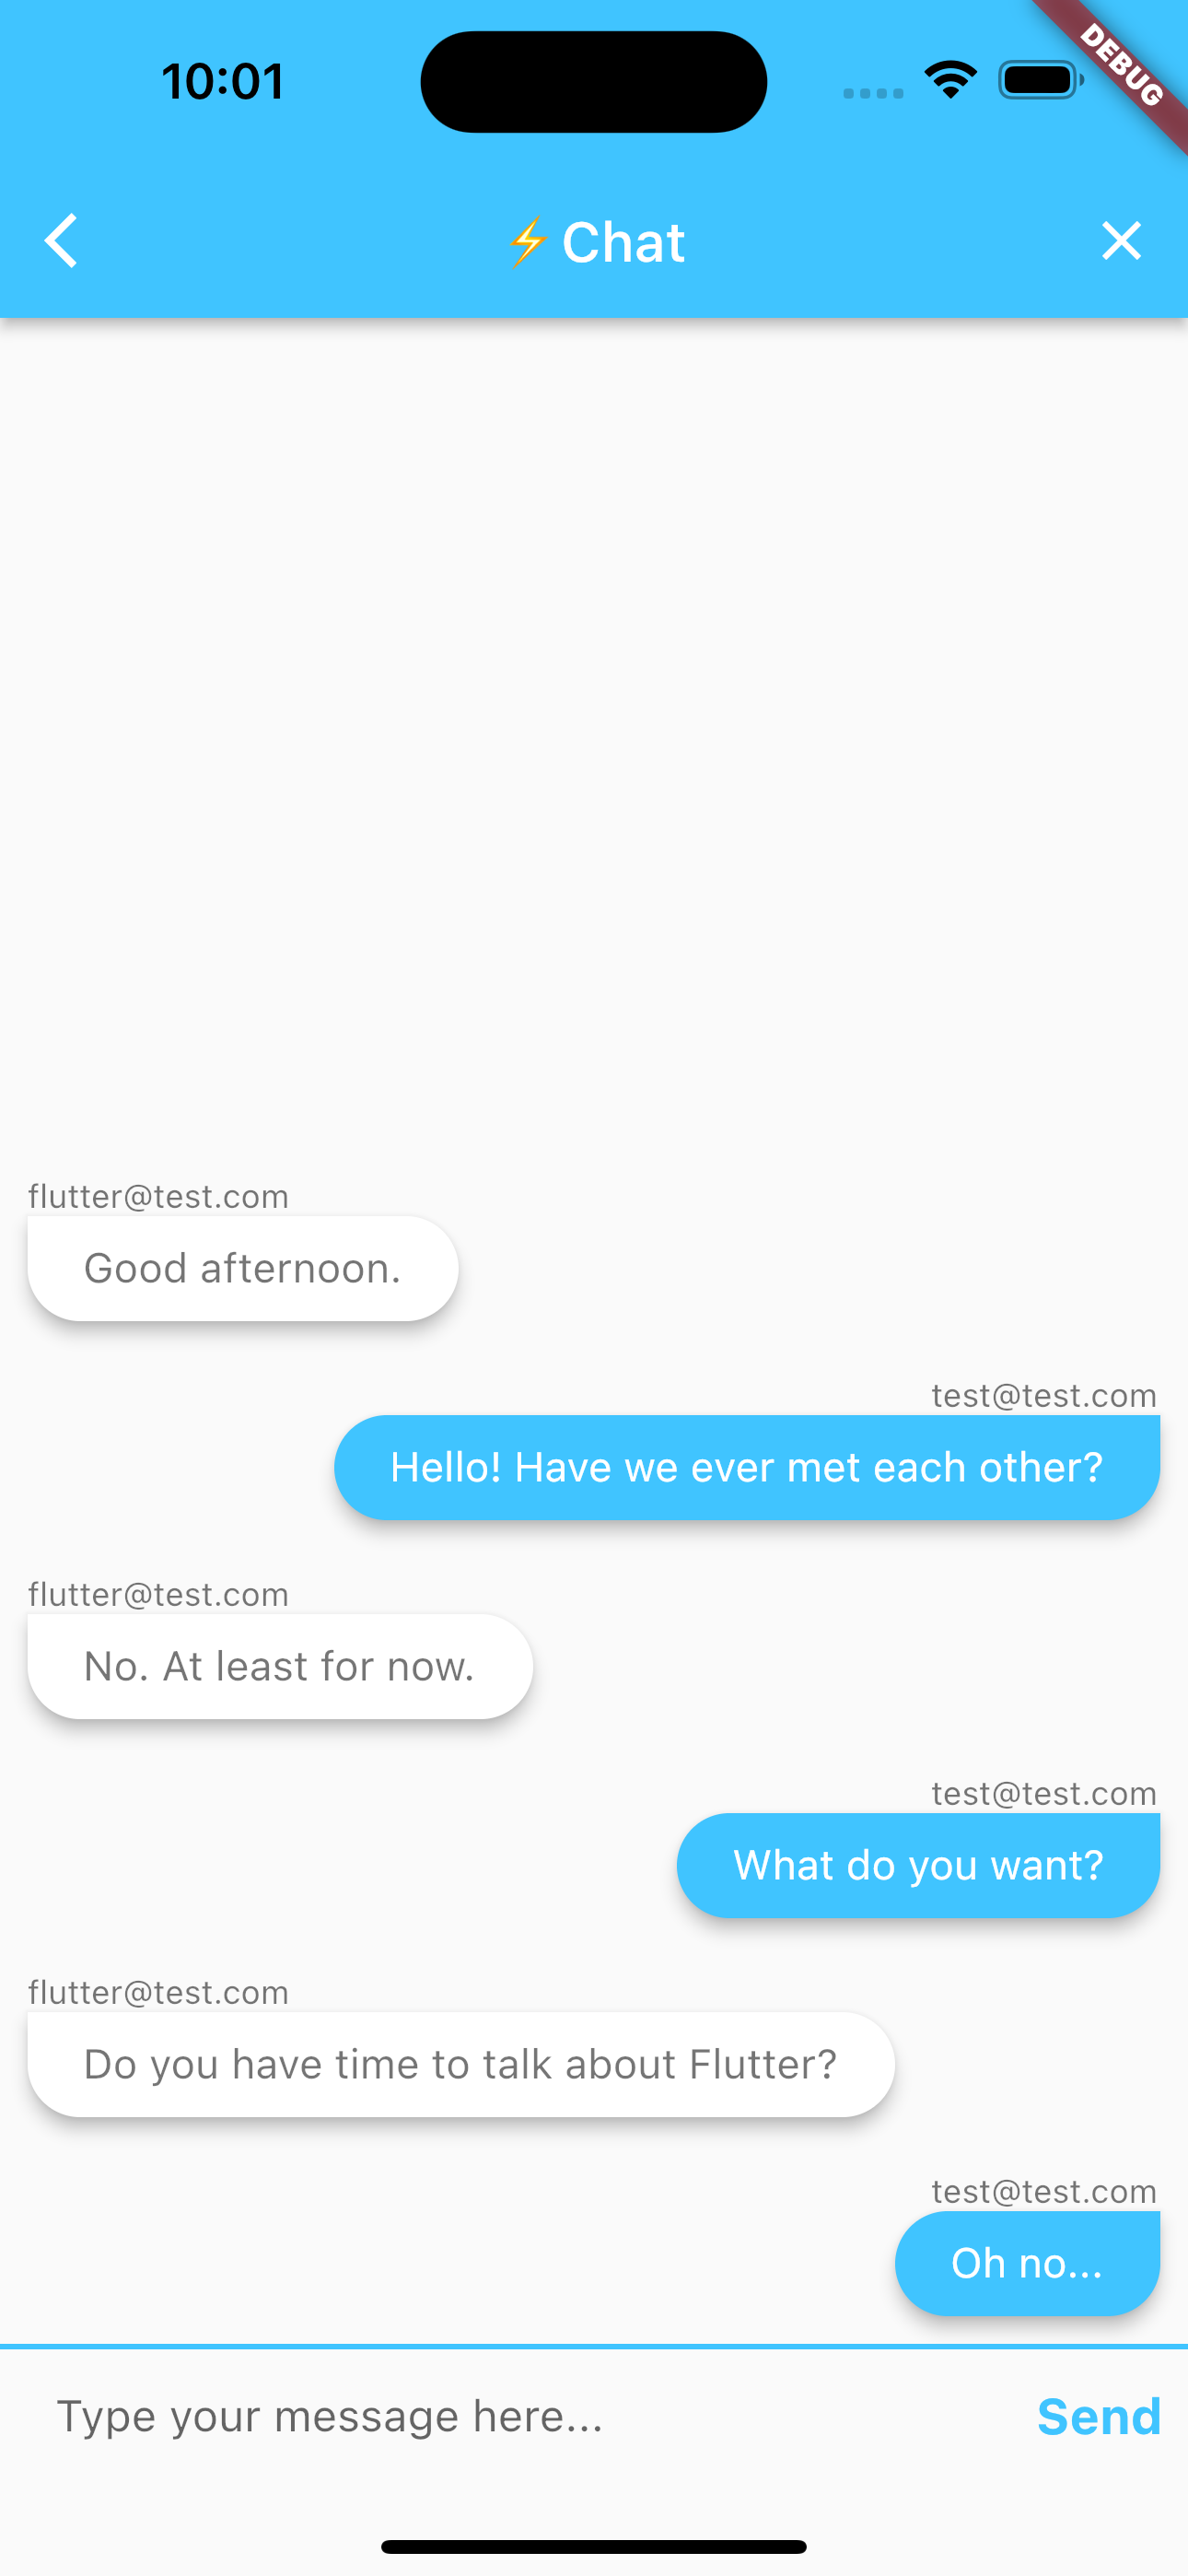 10:01
DEBUG
⚡Chat
flutter@test.com
Good afternoon.
test@test.com
Hello! Have we ever met each other?
flutter@test.com
No. At least for now.
test@test.com
What do you want?
flutter@test.com
Do you have time to talk about Flutter?
test@test.com
Oh no...
Type your message here...
Send